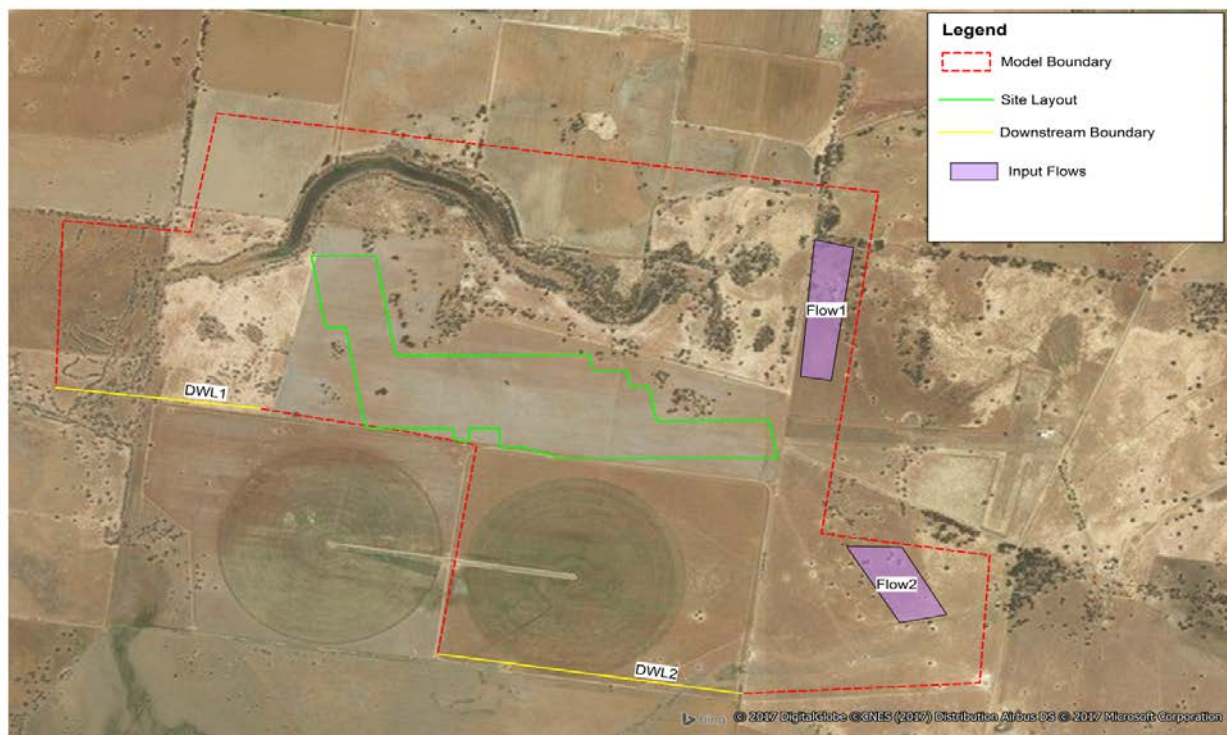 Legend
Model Boundary
Site Layout
Downstream Boundary
Input Flows
Flow1
DWL1
Flow2
DWL2
bing © 2017 DigitalGlobe ©CNES (2017) Distribution Airbus DS © 2017 Microsoft Corporation